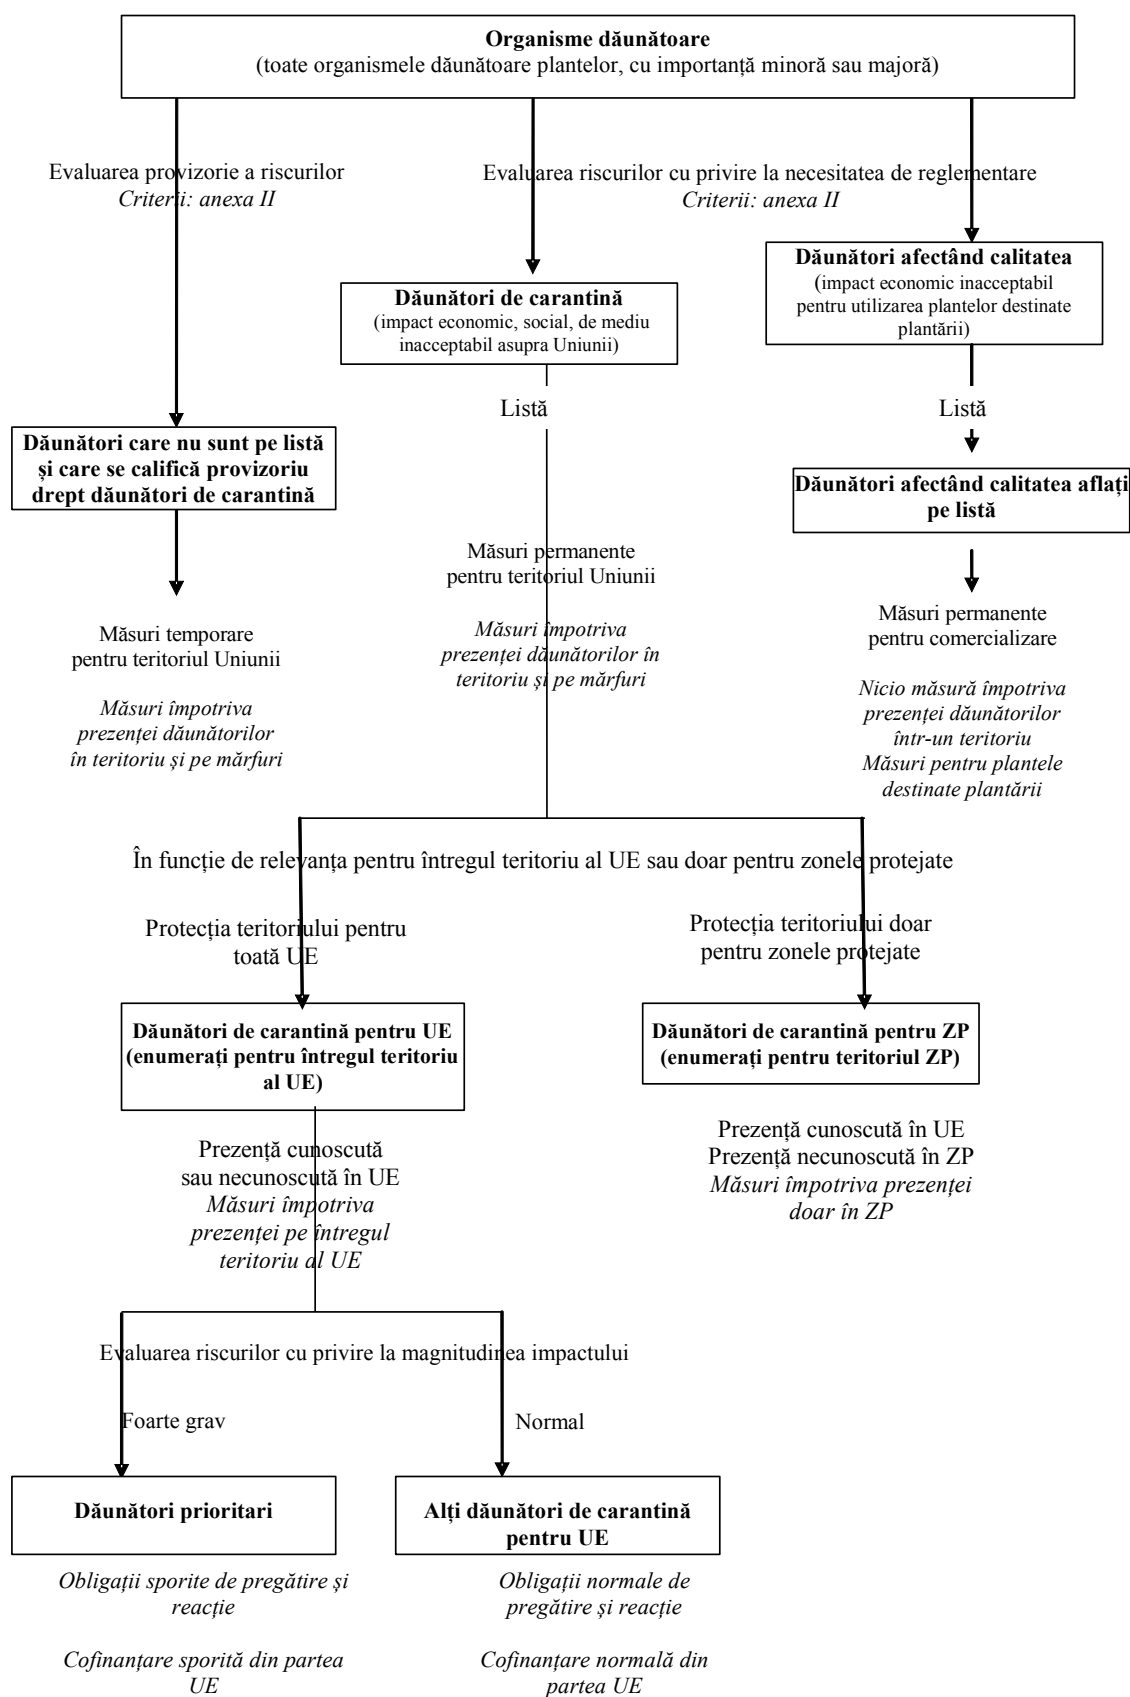 Organisme dăunătoare
(toate organismele dăunătoare plantelor, cu importanță minoră sau majoră)
Evaluarea provizorie a riscurilor
Criterii: anexa II
Evaluarea riscurilor cu privire la necesitatea de reglementare
Criterii: anexa II
Dăunători afectând calitatea
(impact economic inacceptabil
pentru utilizarea plantelor destinate
plantării)
Dăunători de carantină
(impact economic, social, de mediu
inacceptabil asupra Uniunii)
Listă
Listă
Dăunători care nu sunt pe listă
și care se califică provizoriu
drept dăunători de carantină
Dăunători afectând calitatea aflați
pe listă
Măsuri permanente
pentru teritoriul Uniunii
Măsuri împotriva
prezenței dăunătorilor în
teritoriu și pe mărfuri
Măsuri temporare
pentru teritoriul Uniunii
Măsuri împotriva
prezenței dăunătorilor
în teritoriu și pe mărfuri
Măsuri permanente
pentru comercializare
Nicio măsură împotriva
prezenței dăunătorilor
într-un teritoriu
Măsuri pentru plantele
destinate plantării
În funcție de relevanța pentru întregul teritoriu al UE sau doar pentru zonele protejate
Protecția teritoriului pentru
toată UE
Protecția teritoriului doar
pentru zonele protejate
Dăunători de carantină pentru UE
(enumerați pentru întregul teritoriu
al UE)
Dăunători de carantină pentru ZP
(enumerați pentru teritoriul ZP)
Prezență cunoscută
sau necunoscută în UE
Măsuri împotriva
prezenței pe întregul
teritoriu al UE
Prezență cunoscută în UE
Prezență necunoscută în ZP
Măsuri împotriva prezenței
doar în ZP
Evaluarea riscurilor cu privire la magnitudinea impactului
Foarte grav
Normal
Dăunători prioritari
Alți dăunători de carantină
pentru UE
Obligații sporite de pregătire și
reacție
Cofinanțare sporită din partea
UE
Obligații normale de
pregătire și reacție
Cofinanțare normală din
partea UE